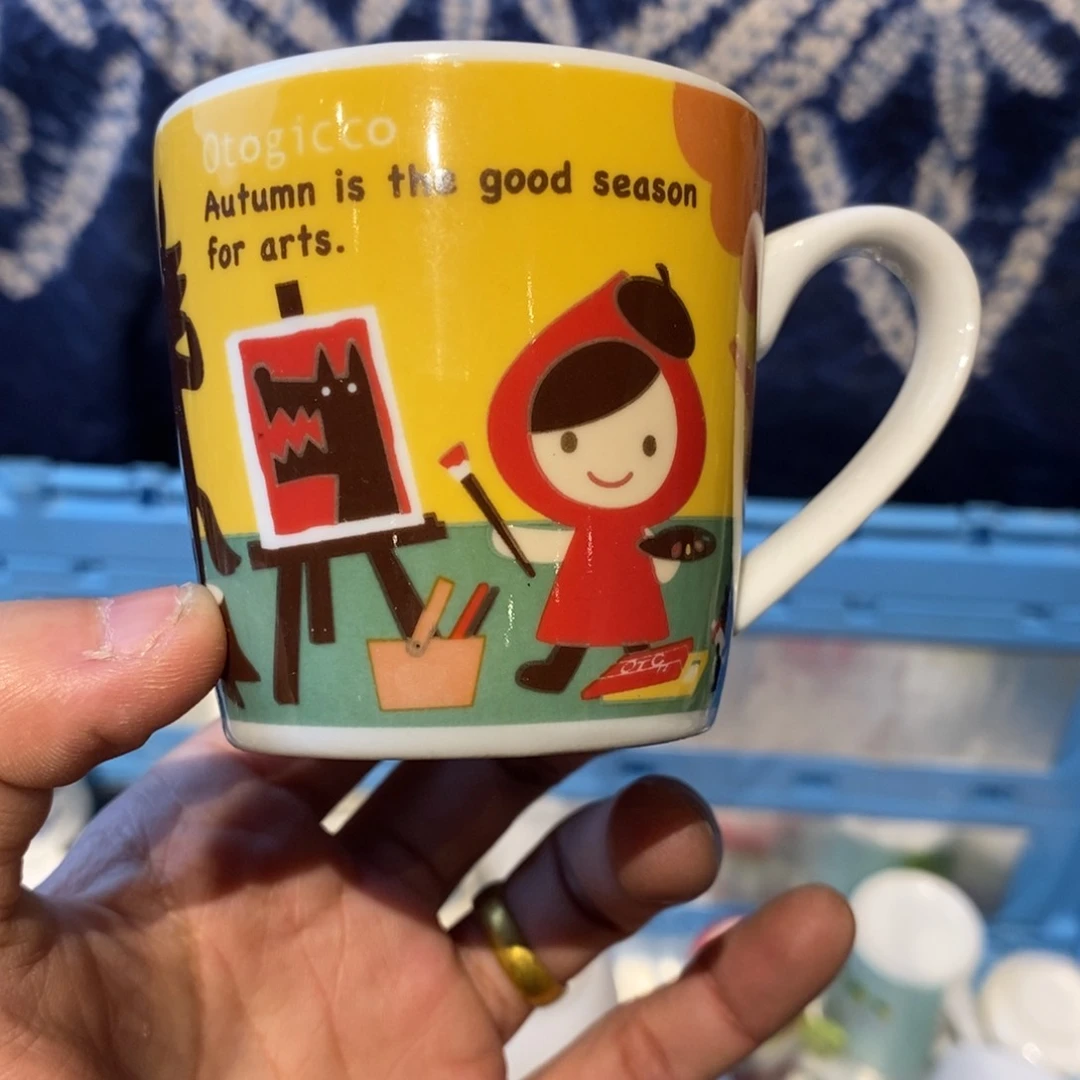 Otogicco
Autumn is the good season
for arts.